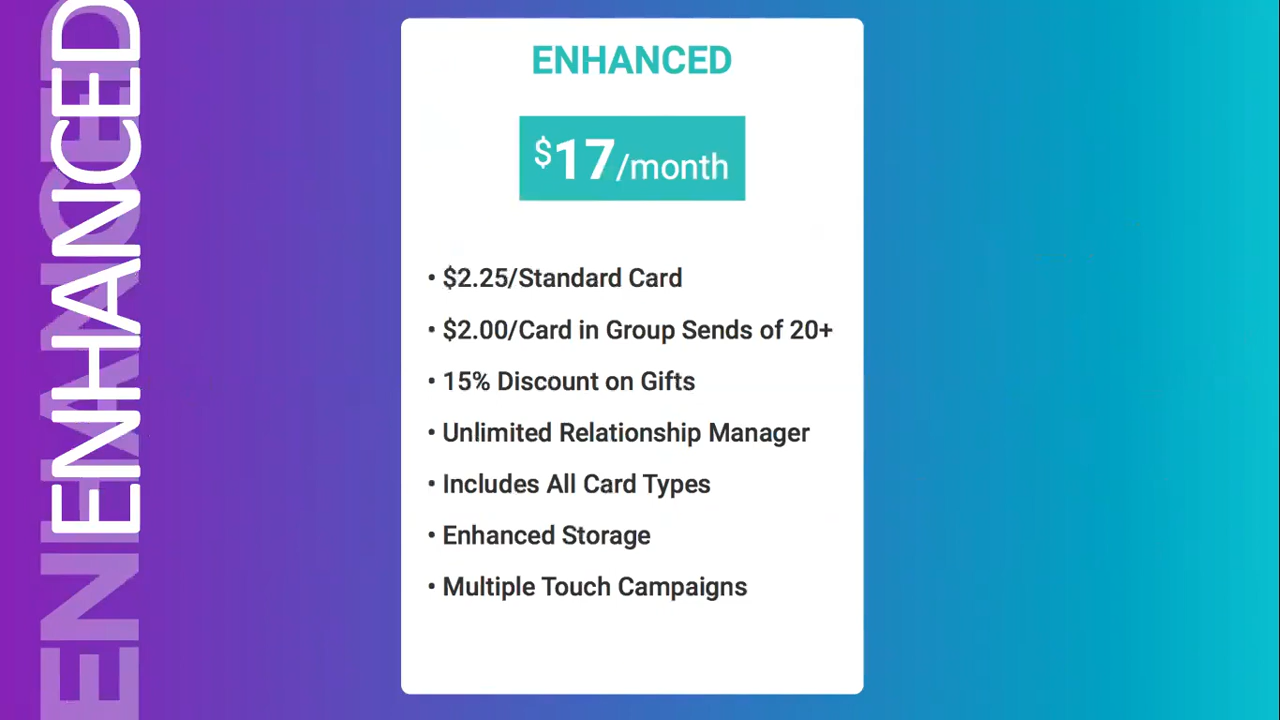 ENHANCED
ENHANCED
ENHANCED
$17/month
• $2.25/Standard Card
• $2.00/Card in Group Sends of 20+
• 15% Discount on Gifts
• Unlimited Relationship Manager
• Includes All Card Types
• Enhanced Storage
• Multiple Touch Campaigns